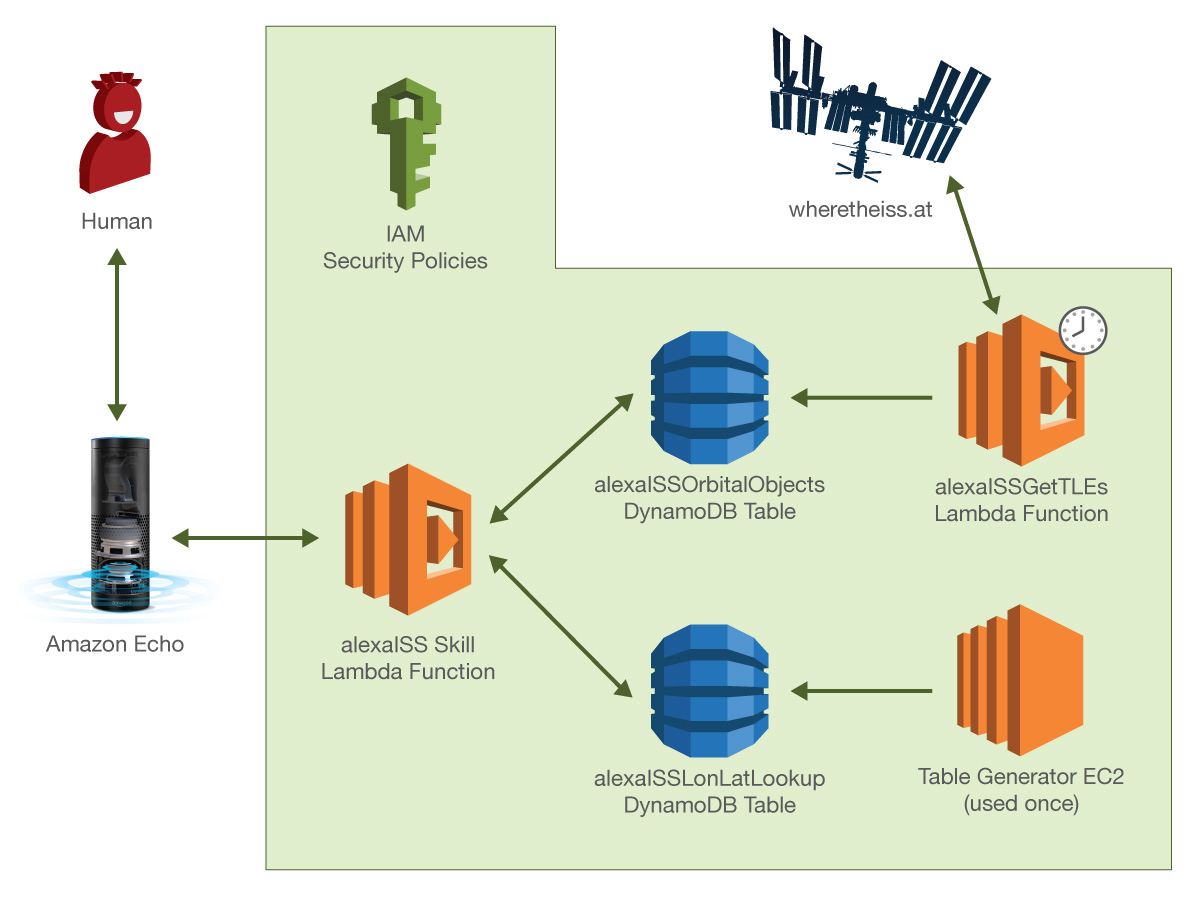 Human
IAM
Security Policies
wheretheiss.at
alexaISSOrbitalObjects
DynamoDB Table
alexaISSGetTLEs
Lambda Function
Amazon Echo
alexaISS Skill
Lambda Function
alexaISSLonLatLookup
DynamoDB Table
Table Generator EC2
(used once)